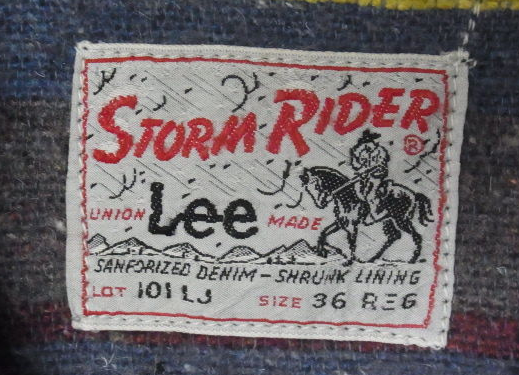 STORM RIDER ®
UNION Lee MADE
SANFORIZED DENIM - SHRUNK LINING
LOT 101 LJ SIZE 36 REG